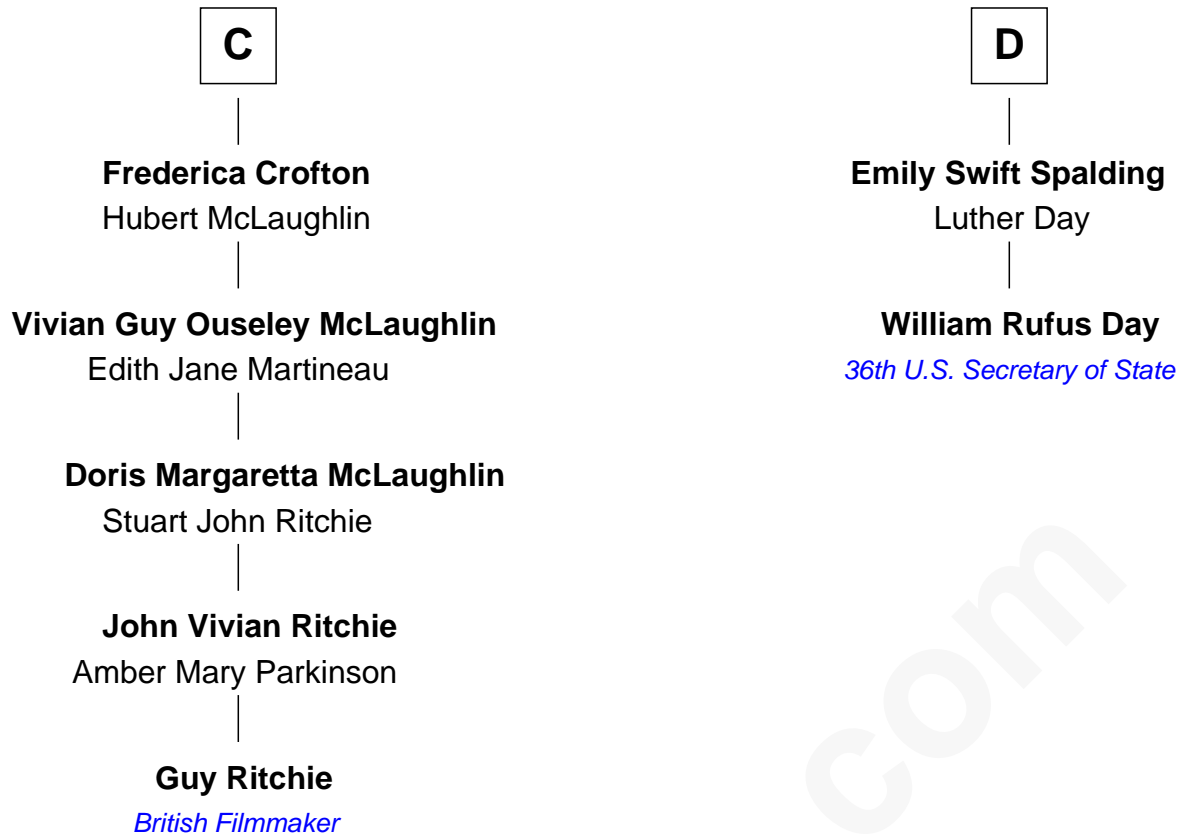 C
Frederica Crofton
Hubert McLaughlin
Vivian Guy Ouseley McLaughlin
Edith Jane Martineau
Doris Margaretta McLaughlin
Stuart John Ritchie
John Vivian Ritchie
Amber Mary Parkinson
Guy Ritchie
British Filmmaker
D
Emily Swift Spalding
Luther Day
William Rufus Day
36th U.S. Secretary of State
com